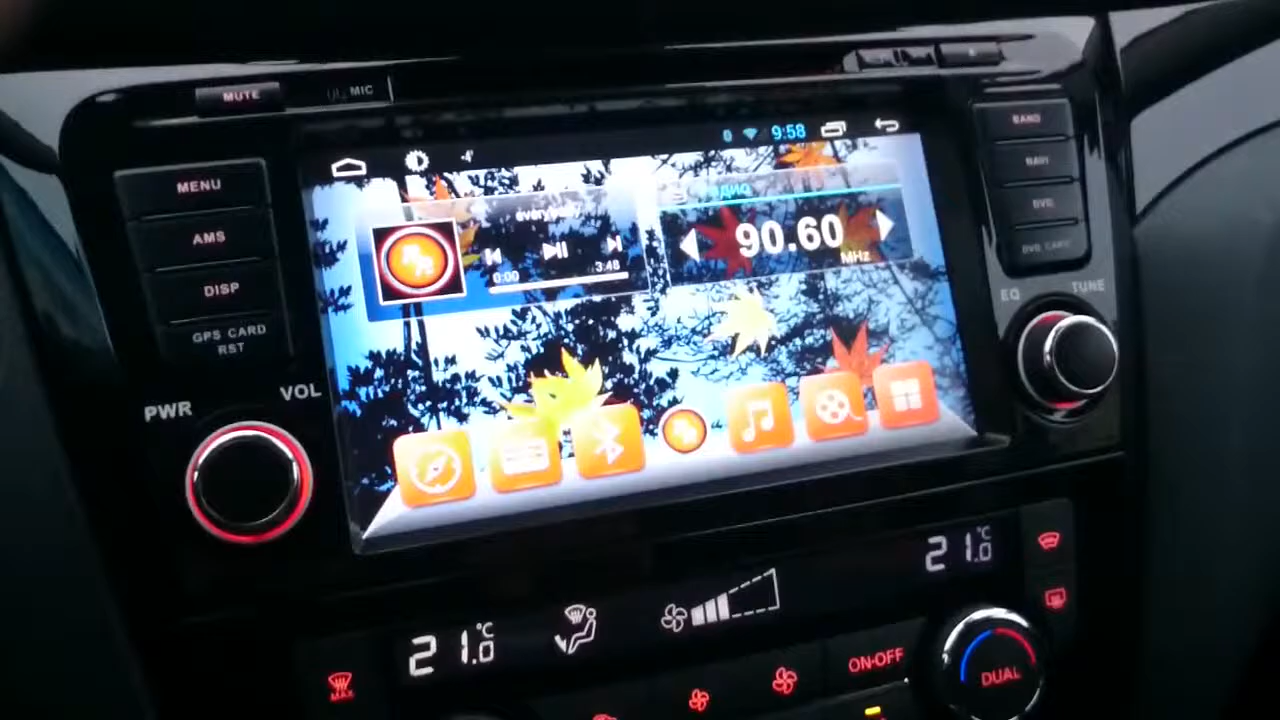 MUTE
MIC
MENU
AMS
DISP
GPS CARD
RST
PWR
VOL
9:58
everybody
0:00
3:48
90.60
MHz
BAND
NAVI
DVD
DVD CARD
EQ
TUNE
21.0
°C
21.0
°C
MAX
ON·OFF
DUAL